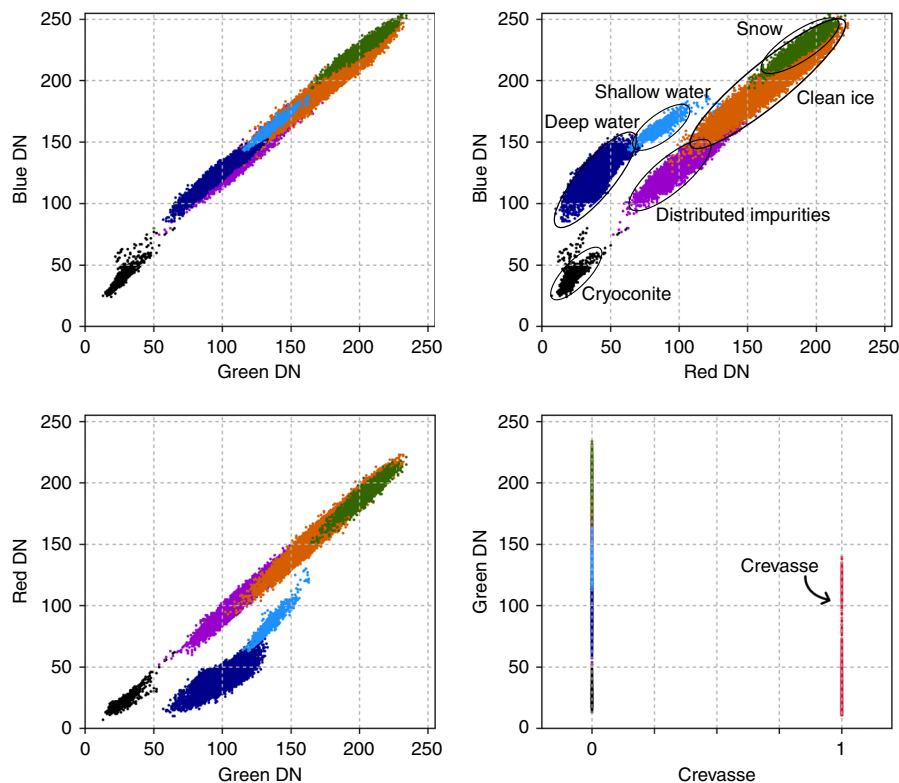 250
200
150
100
50
0
Blue DN
0 50 100 150 200 250
Green DN
250
200
150
100
50
0
Blue DN
Snow
Shallow water
Clean ice
Deep water
Distributed impurities
Cryoconite
0 50 100 150 200 250
Red DN
250
200
150
100
50
0
Red DN
0 50 100 150 200 250
Green DN
250
200
150
100
50
0
Green DN
Crevasse
0 1
Crevasse